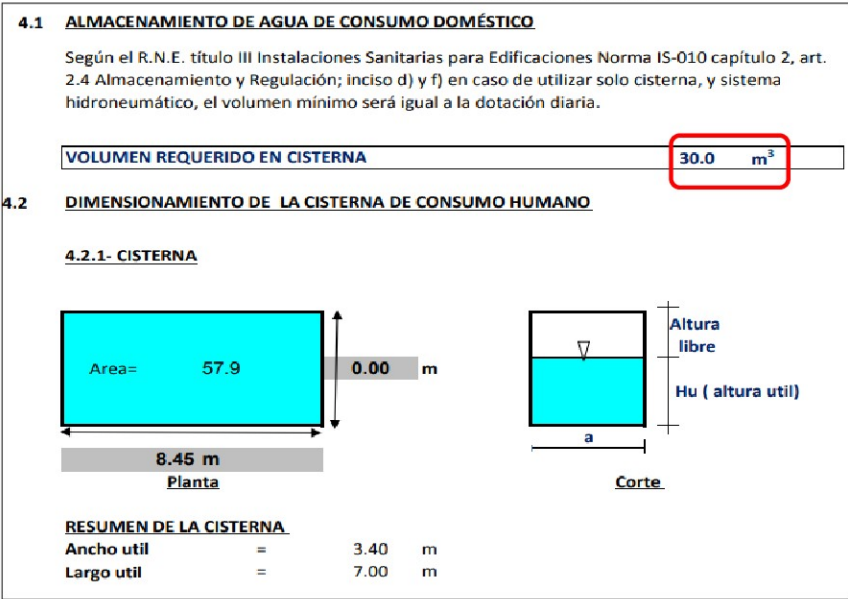 4.1 ALMACENAMIENTO DE AGUA DE CONSUMO DOMÉSTICO
Según el R.N.E. título III Instalaciones Sanitarias para Edificaciones Norma IS-010 capítulo 2, art.
2.4 Almacenamiento y Regulación; inciso d) y f) en caso de utilizar solo cisterna, y sistema
hidroneumático, el volumen mínimo será igual a la dotación diaria.
VOLUMEN REQUERIDO EN CISTERNA 30.0 m³
4.2 DIMENSIONAMIENTO DE LA CISTERNA DE CONSUMO HUMANO
4.2.1- CISTERNA
Area= 57.9
0.00 m
8.45 m
Planta
Altura
libre
Hu ( altura util)
a
Corte
RESUMEN DE LA CISTERNA
Ancho util = 3.40 m
Largo util = 7.00 m